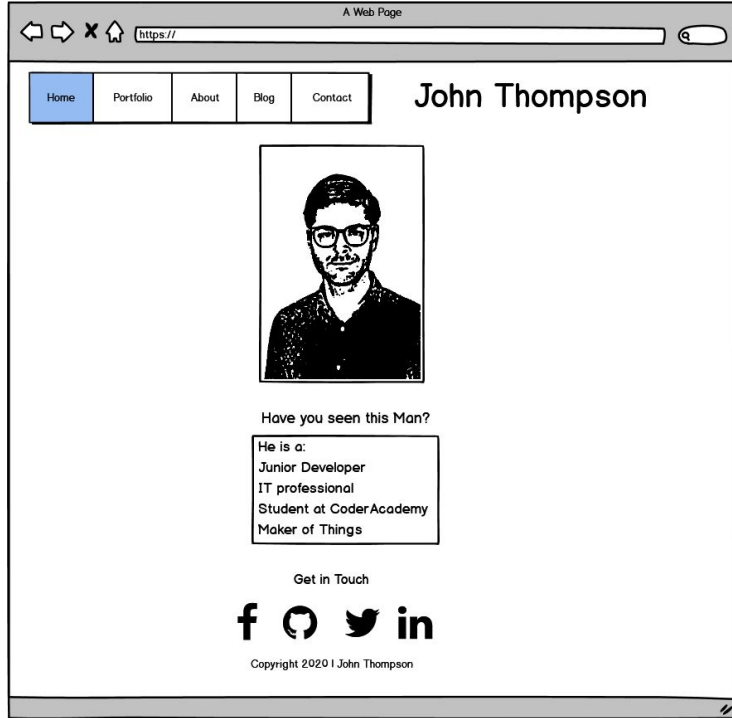 A Web Page
https://
Home Portfolio About Blog Contact
John Thompson
Have you seen this Man?
He is a:
Junior Developer
IT professional
Student at CoderAcademy
Maker of Things
Get in Touch
Copyright 2020 | John Thompson